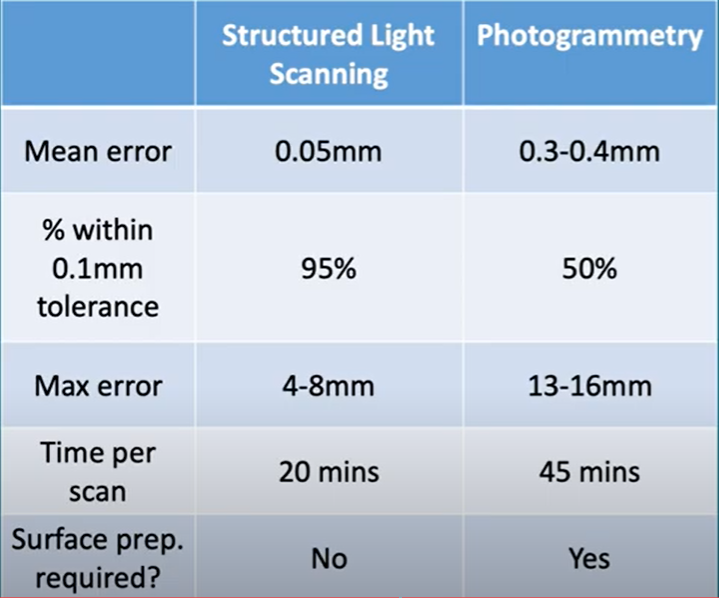 Structured Light
Scanning
Photogrammetry
Mean error
0.05mm
0.3-0.4mm
% within
0.1mm
tolerance
95%
50%
Max error
4-8mm
13-16mm
Time per
scan
20 mins
45 mins
Surface prep.
required?
No
Yes